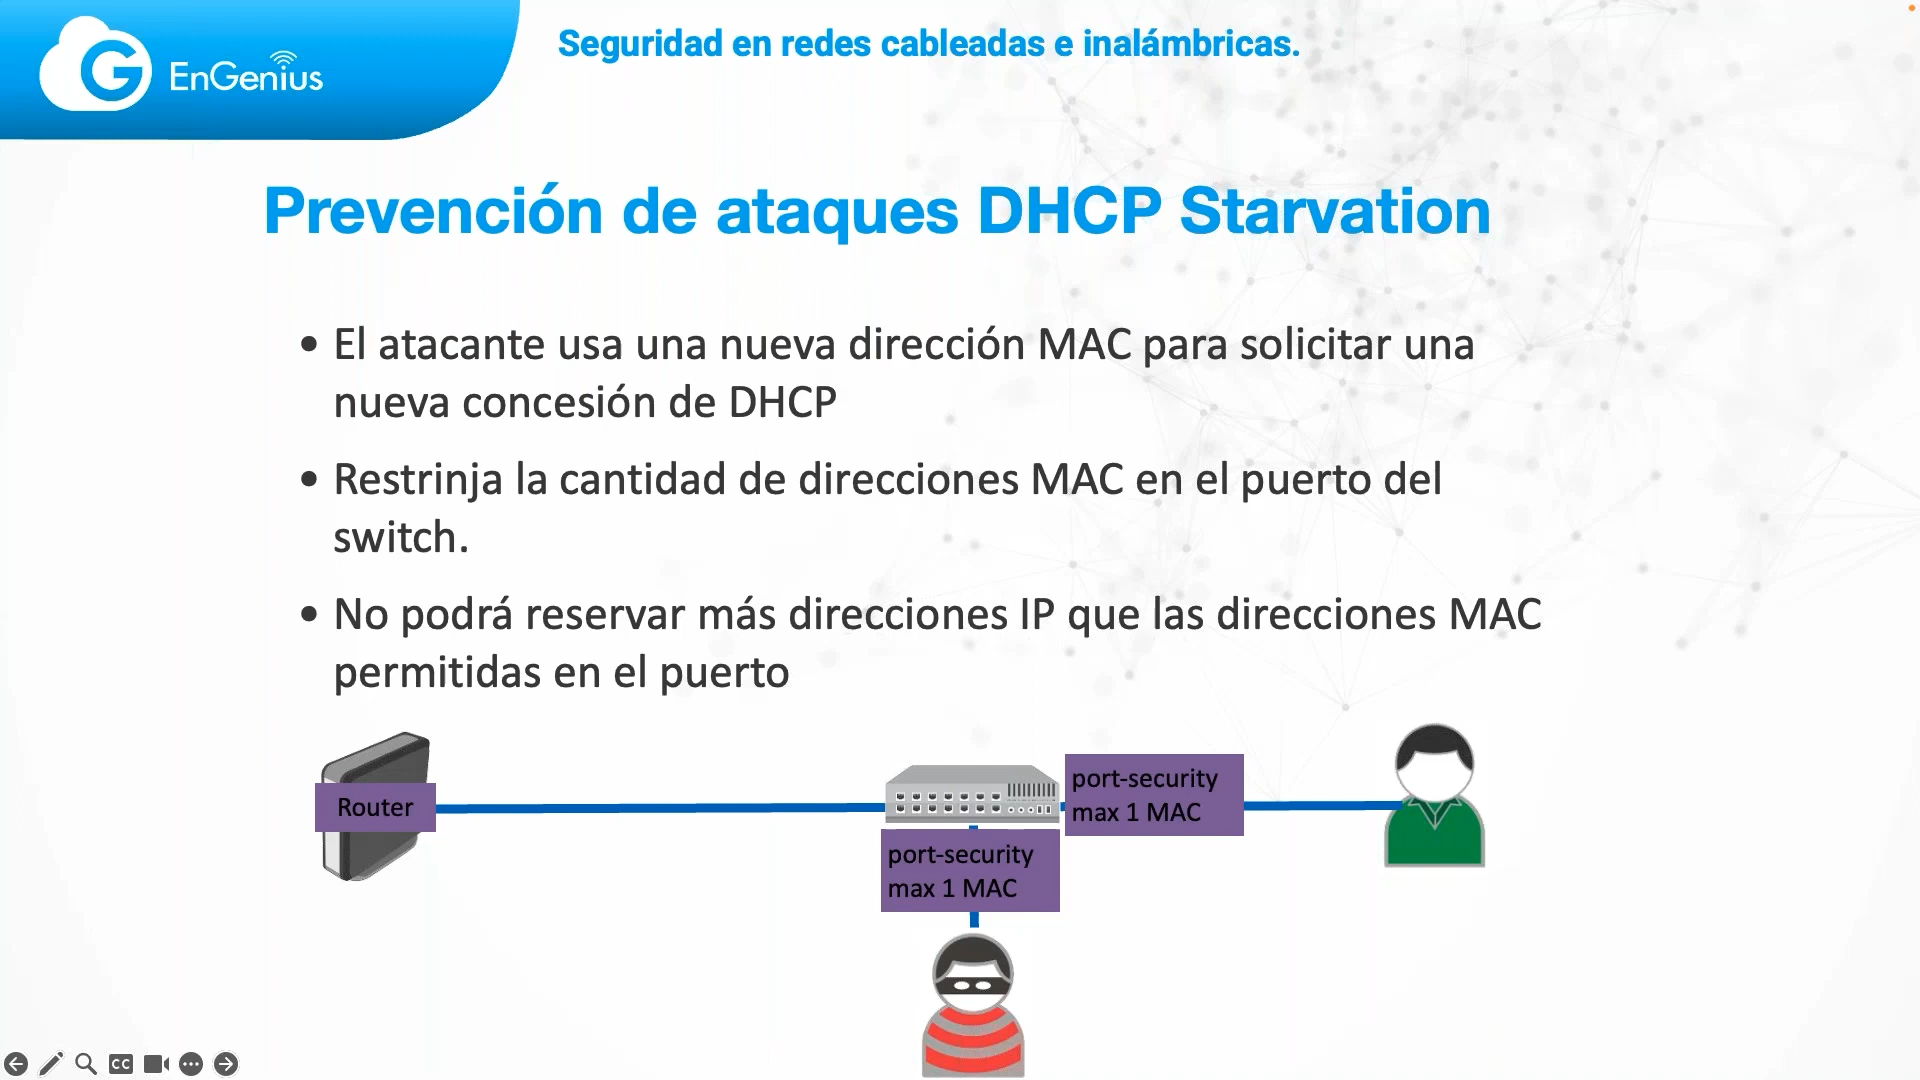 EnGenius
Seguridad en redes cableadas e inalámbricas.
Prevención de ataques DHCP Starvation
• El atacante usa una nueva dirección MAC para solicitar una
nueva concesión de DHCP
• Restrinja la cantidad de direcciones MAC en el puerto del
switch.
• No podrá reservar más direcciones IP que las direcciones MAC
permitidas en el puerto
Router
port-security
max 1 MAC
port-security
max 1 MAC
CC